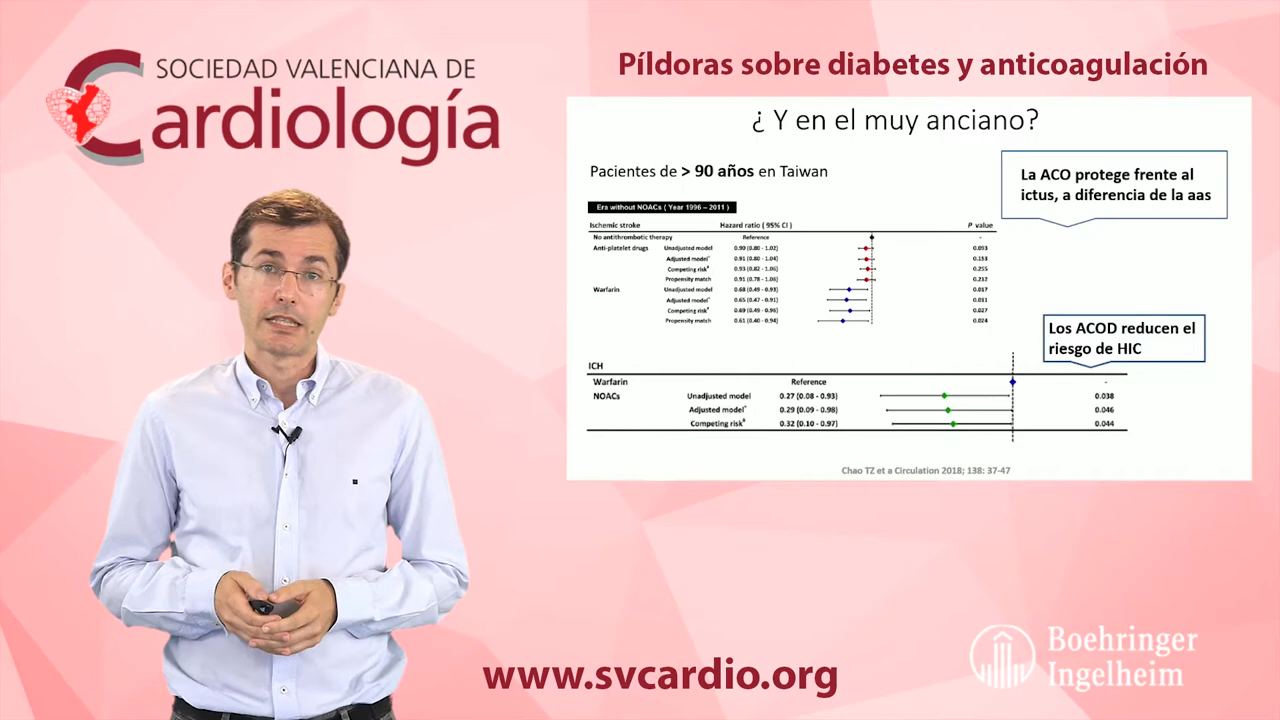 SOCIEDAD VALENCIANA DE
Cardiología
Píldoras sobre diabetes y anticoagulación
¿ Y en el muy anciano?
Pacientes de > 90 años en Taiwan
La ACO protege frente al
ictus, a diferencia de la aas
Era without NOACs ( Year 1996 – 2011 )
Ischemic stroke Hazard ratio ( 95% CI ) P value
No antithrombotic therapy Reference -
Anti-platelet drugs Unadjusted model 0.90 (0.80 - 1.02) 0.093
Adjusted model* 0.91 (0.80 - 1.04) 0.153
Competing risk# 0.93 (0.82 - 1.06) 0.255
Propensity match 0.91 (0.78 - 1.06) 0.212
Warfarin Unadjusted model 0.68 (0.49 - 0.93) 0.017
Adjusted model* 0.65 (0.47 - 0.91) 0.011
Competing risk# 0.69 (0.49 - 0.96) 0.027
Propensity match 0.61 (0.40 - 0.94) 0.024
Los ACOD reducen el
riesgo de HIC
ICH
Warfarin Reference -
NOACs Unadjusted model 0.27 (0.08 - 0.93) 0.038
Adjusted model* 0.29 (0.09 - 0.98) 0.046
Competing risk& 0.32 (0.10 - 0.97) 0.044
Chao TZ et a Circulation 2018; 138: 37-47
www.svcardio.org
Boehringer
Ingelheim